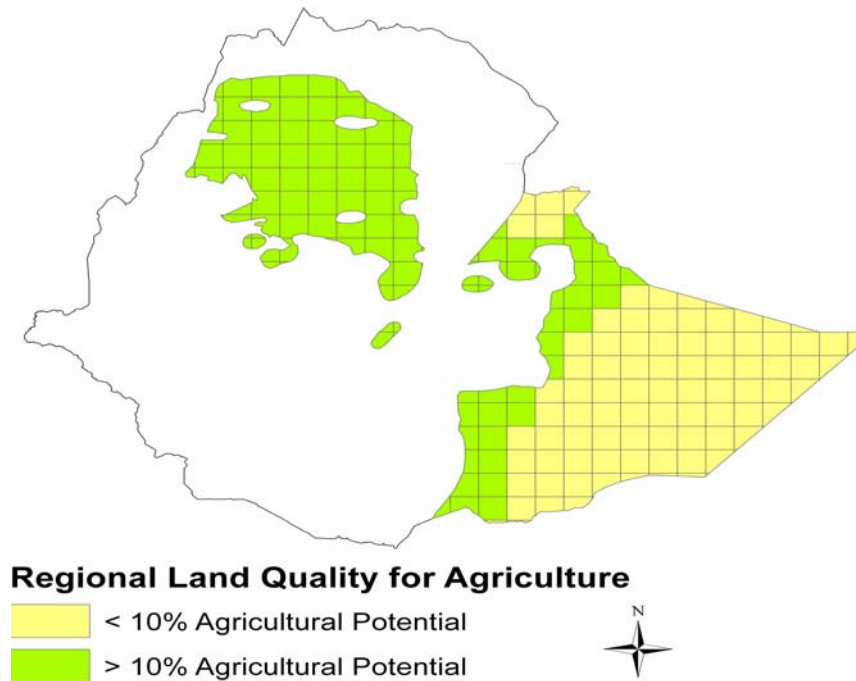 Regional Land Quality for Agriculture
< 10% Agricultural Potential
N
> 10% Agricultural Potential